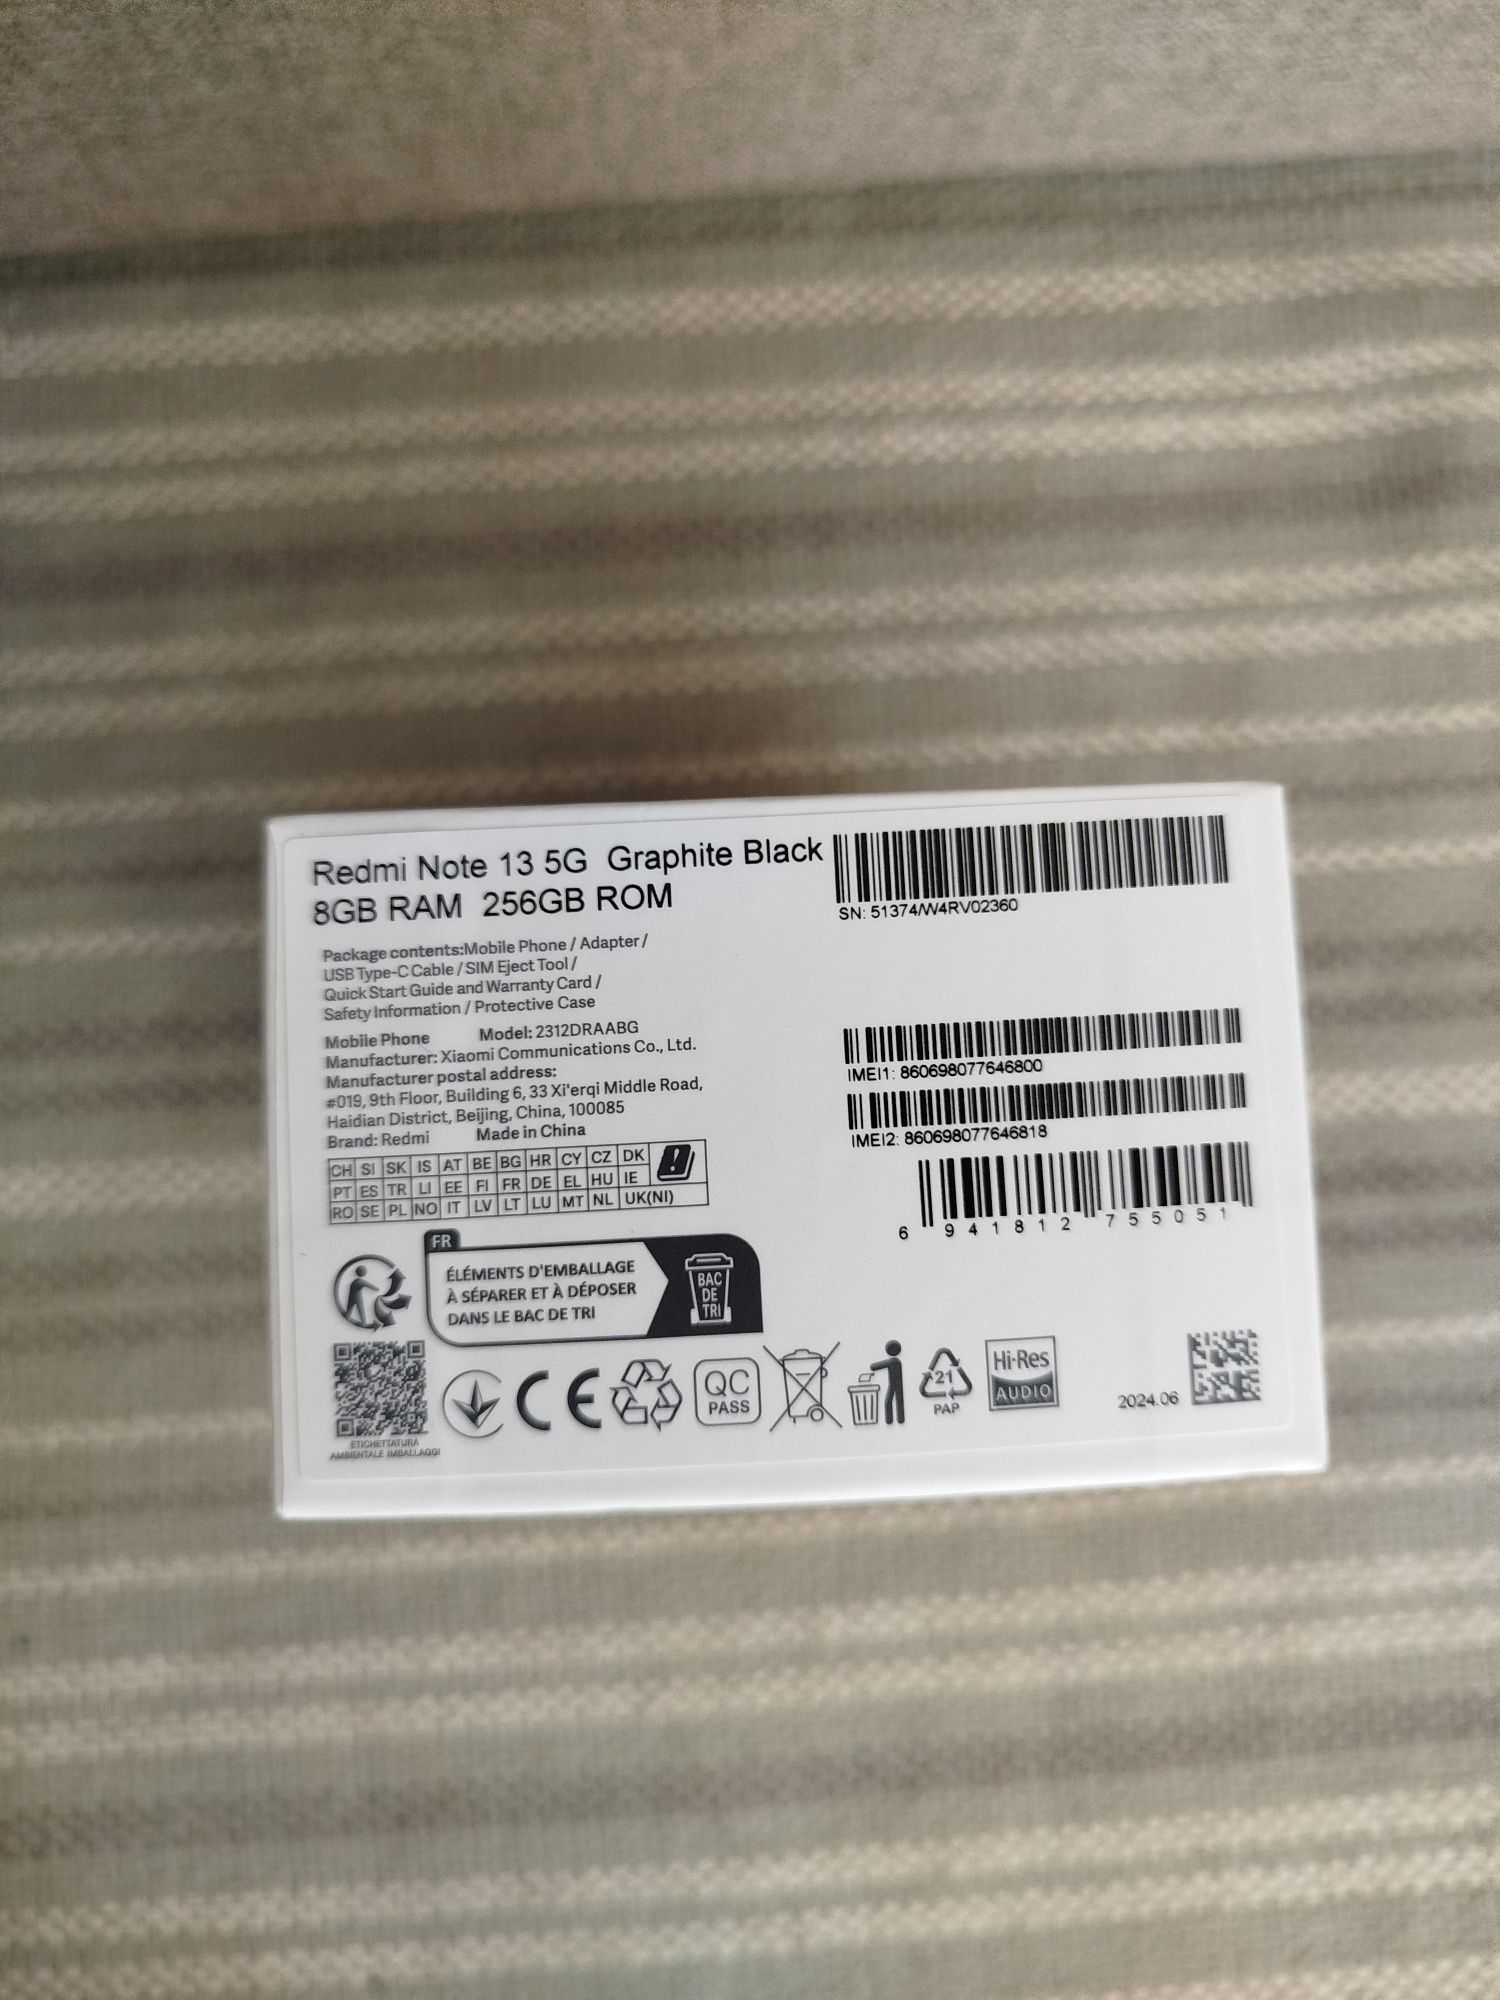 Redmi Note 13 5G Graphite Black
8GB RAM 256GB ROM
Package contents:Mobile Phone / Adapter /
USB Type-C Cable / SIM Eject Tool /
Quick Start Guide and Warranty Card /
Safety Information / Protective Case
Mobile Phone Model: 2312DRAABG
Manufacturer: Xiaomi Communications Co., Ltd.
Manufacturer postal address:
#019, 9th Floor, Building 6, 33 Xi'erqi Middle Road,
Haidian District, Beijing, China, 100085
Brand: Redmi Made in China
CH SI SK IS AT BE BG HR CY CZ DK
PT ES TR LI EE FI FR DE EL HU IE
RO SE PL NO IT LV LT LU MT NL UK(NI)
SN: 51374/W4RV02360
IMEI1: 860698077646800
IMEI2: 860698077646818
6 941812 755051
FR
ÉLÉMENTS D'EMBALLAGE
À SÉPARER ET À DÉPOSER
DANS LE BAC DE TRI
BAC
DE
TRI
ETICHETTATURA
AMBIENTALE IMBALLAGGI
CE
QC
PASS
21
PAP
Hi-Res
AUDIO
2024.06